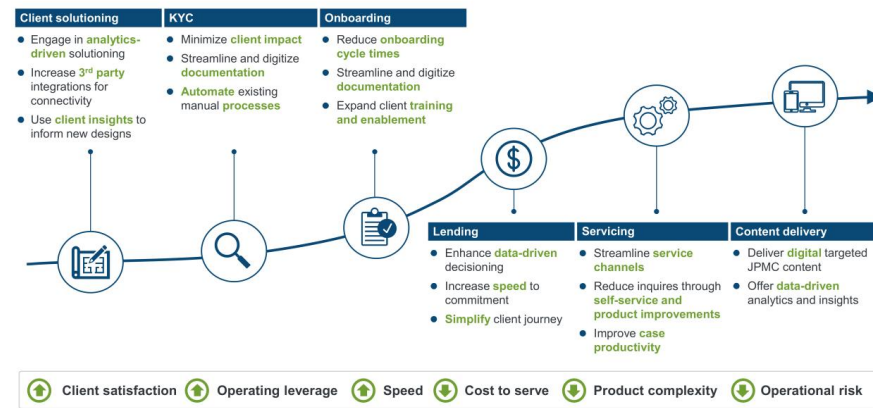 Client solutioning
Engage in analytics-
driven solutioning
Increase 3rd party
integrations for
connectivity
Use client insights to
inform new designs
KYC
Minimize client impact
Streamline and digitize
documentation
Automate existing
manual processes
Onboarding
Reduce onboarding
cycle times
Streamline and digitize
documentation
Expand client training
and enablement
$
Lending
Enhance data-driven
decisioning
Increase speed to
commitment
Simplify client journey
Servicing
Streamline service
channels
Reduce inquires through
self-service and
product improvements
Improve case
productivity
Content delivery
Deliver digital targeted
JPMC content
Offer data-driven
analytics and insights
Client satisfaction
Operating leverage
Speed
Cost to serve
Product complexity
Operational risk